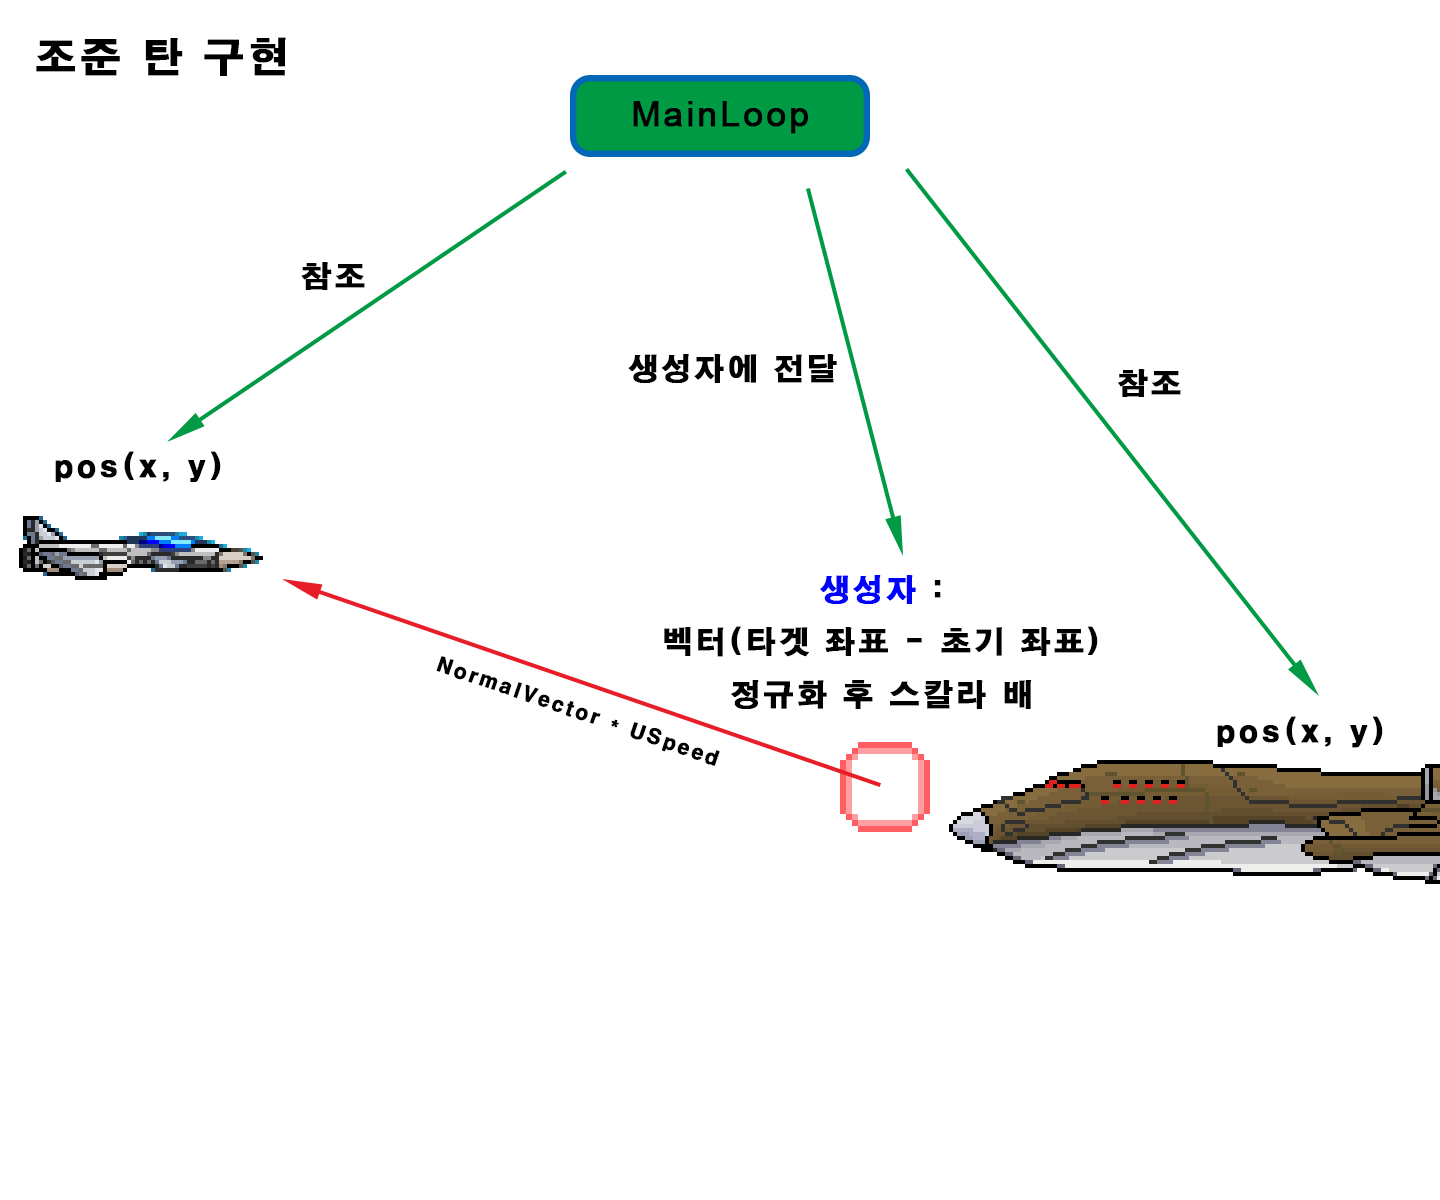 조준 탄 구현
MainLoop
참조
생성자에 전달
참조
pos(x, y)
생성자 :
벡터(타겟 좌표 - 초기 좌표)
정규화 후 스칼라 배
NormalVector * USpeed
pos(x, y)